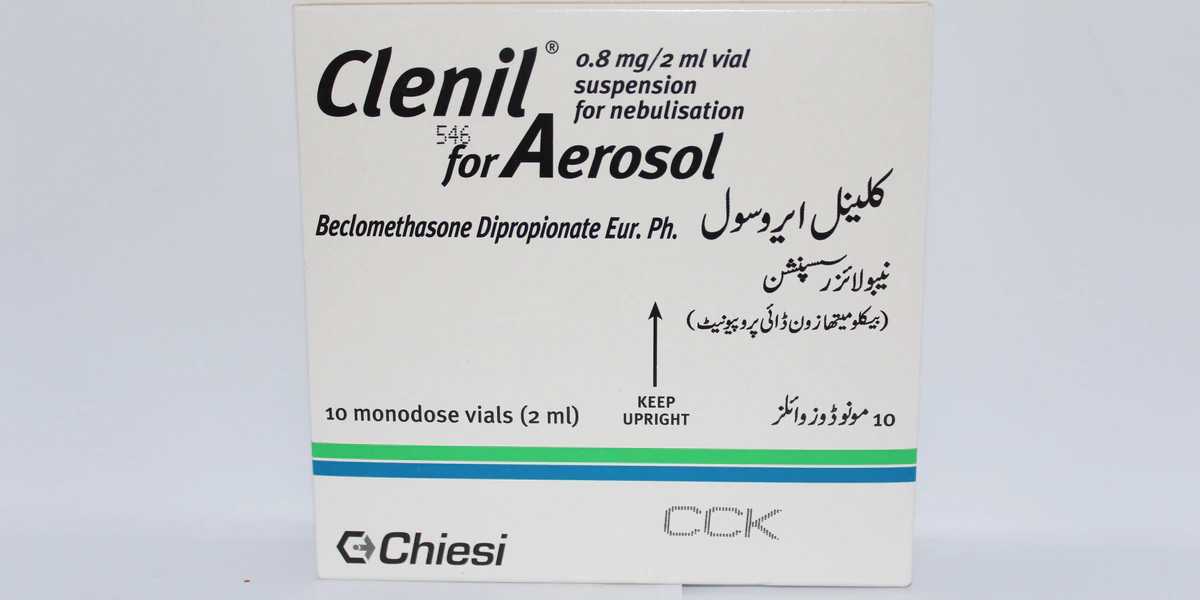 Clenil®
0.8 mg/2 ml vial
suspension
for nebulisation
546
for Aerosol
Beclomethasone Dipropionate Eur. Ph.
کلینل ایروسول
نیبولائزر سسپنشن
(بیکلومیتھازون ڈائی پروپیونیٹ)
KEEP
UPRIGHT
10 monodose vials (2 ml)
10 مونوڈوز وائلز
CCK
Chiesi